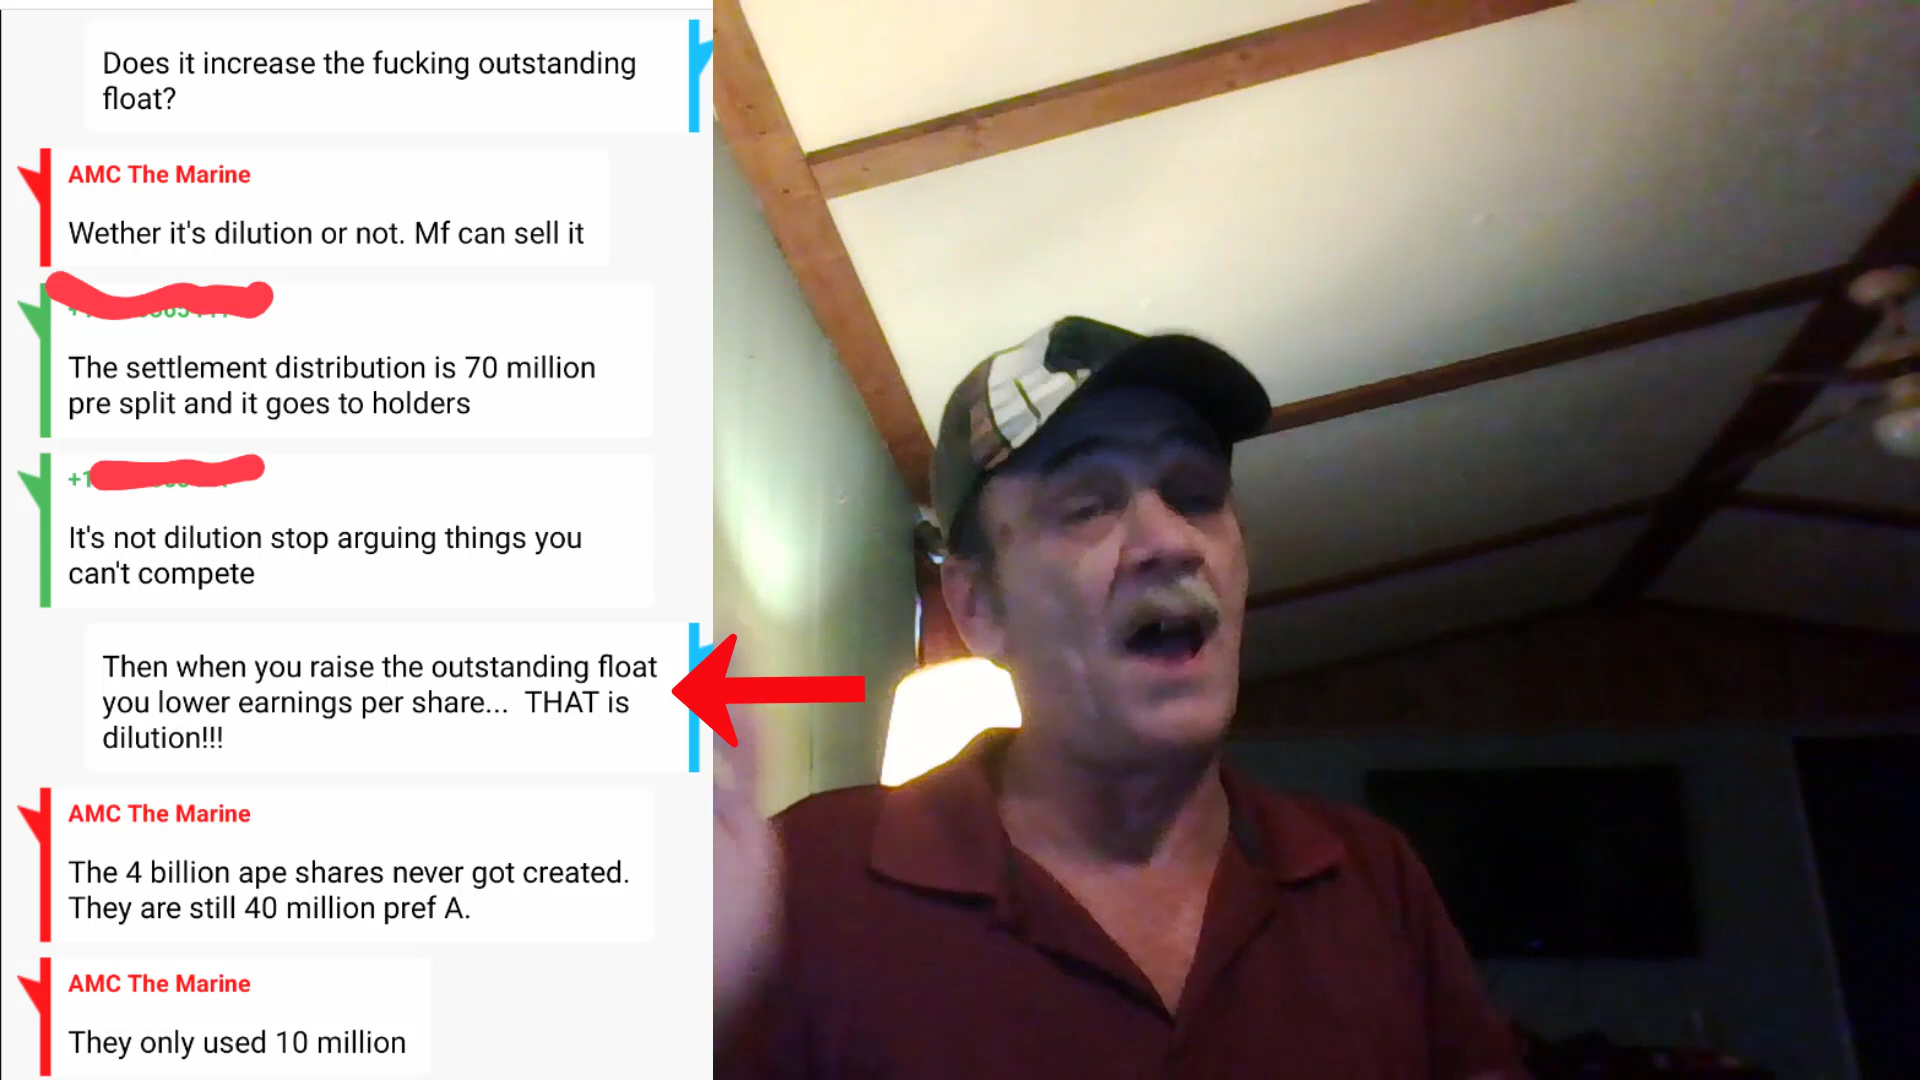 Does it increase the fucking outstanding
float?
AMC The Marine
Wether it's dilution or not. Mf can sell it
The settlement distribution is 70 million
pre split and it goes to holders
+1
It's not dilution stop arguing things you
can't compete
Then when you raise the outstanding float
you lower earnings per share... THAT is
dilution!!!
AMC The Marine
The 4 billion ape shares never got created.
They are still 40 million pref A.
AMC The Marine
They only used 10 million